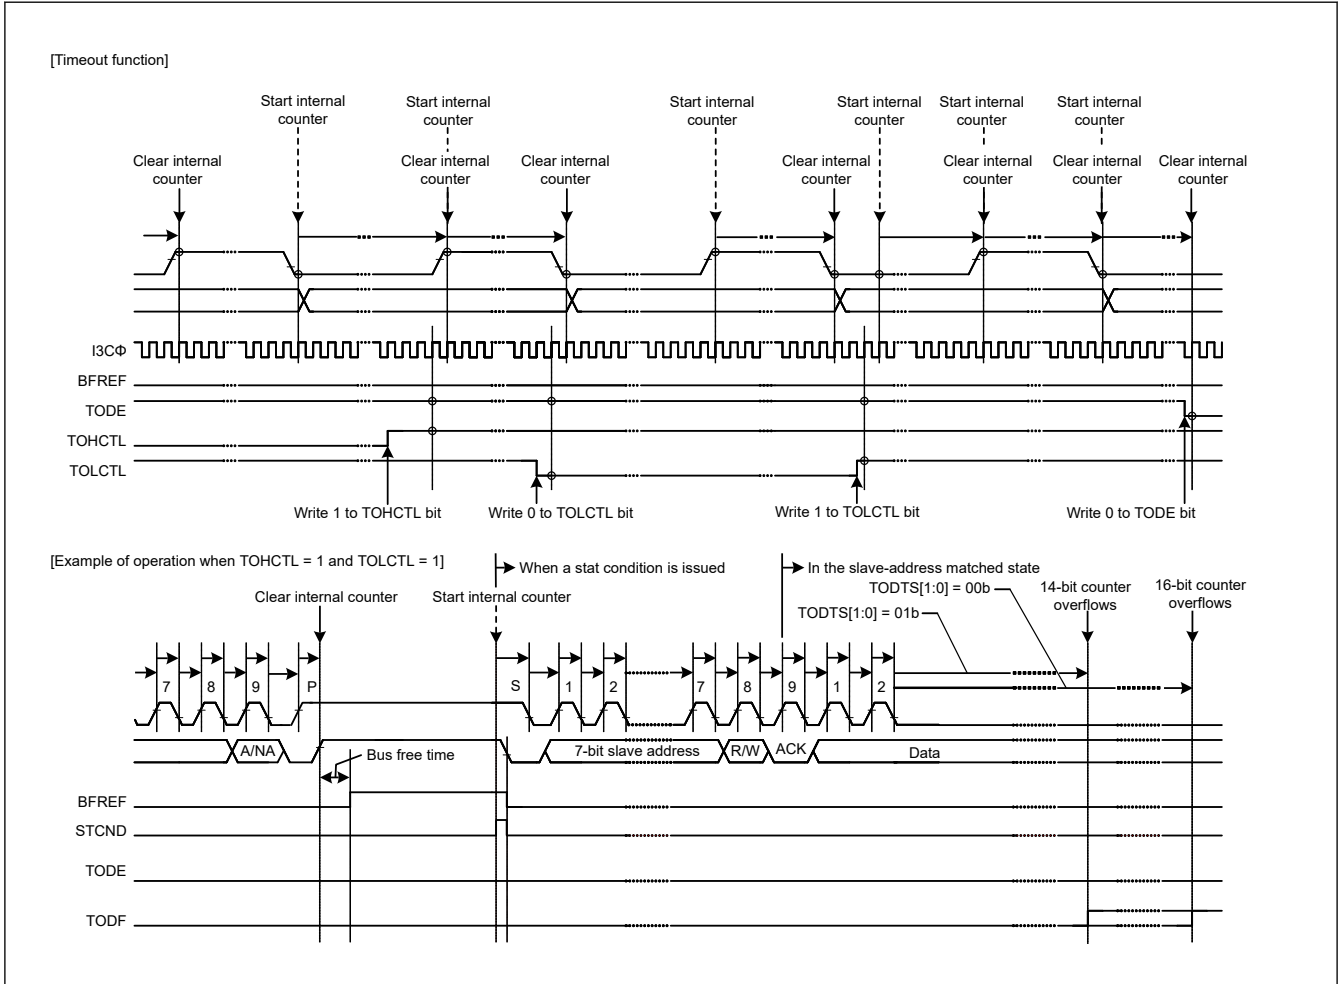 [Timeout function]
Start internal
counter
Start internal
counter
Start internal
counter
Start internal
counter
Start internal
counter
Start internal
counter
Clear internal
counter
Clear internal
counter
Clear internal
counter
Clear internal
counter
Clear internal
counter
Clear internal
counter
Clear internal
counter
I3CΦ
BFREF
TODE
TOHCTL
TOLCTL
Write 1 to TOHCTL bit
Write 0 to TOLCTL bit
Write 1 to TOLCTL bit
Write 0 to TODE bit
[Example of operation when TOHCTL = 1 and TOLCTL = 1]
When a stat condition is issued
In the slave-address matched state
TODTS[1:0] = 00b
TODTS[1:0] = 01b
14-bit counter
overflows
16-bit counter
overflows
Clear internal counter
Start internal counter
7 8 9 P S 1 2 7 8 9 1 2
A/NA
7-bit slave address
R/W
ACK
Data
Bus free time
BFREF
STCND
TODE
TODF